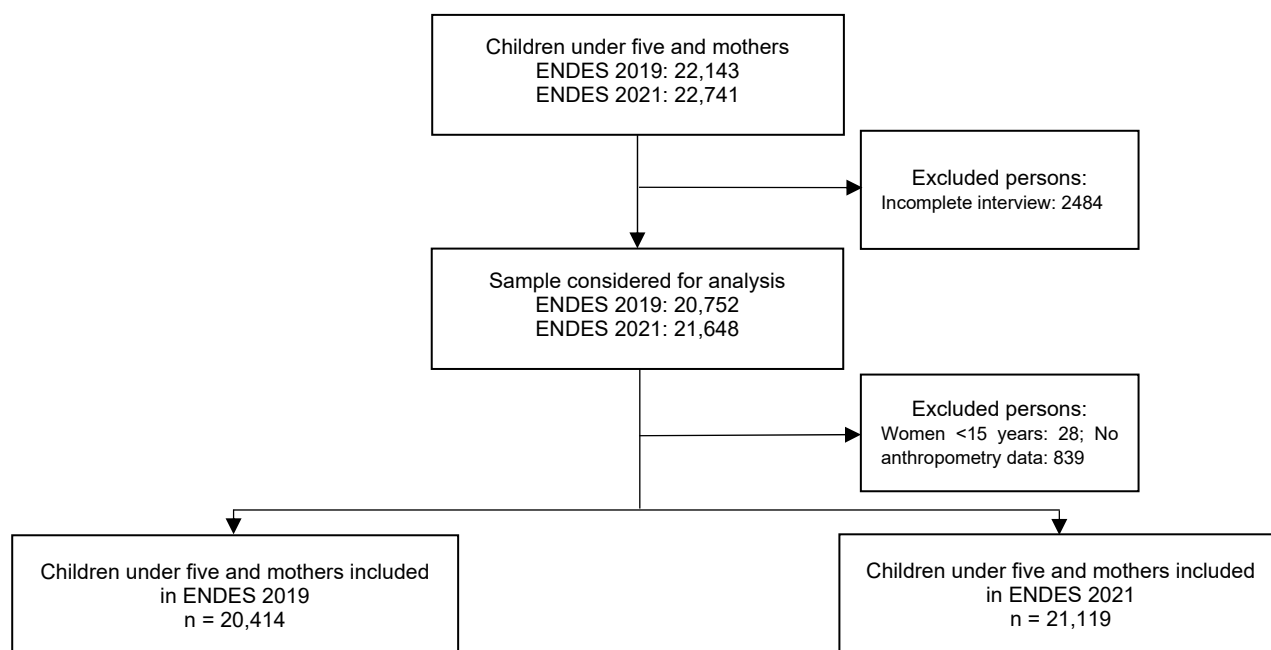 Children under five and mothers
ENDES 2019: 22,143
ENDES 2021: 22,741
Excluded persons:
Incomplete interview: 2484
Sample considered for analysis
ENDES 2019: 20,752
ENDES 2021: 21,648
Excluded persons:
Women <15 years: 28; No
anthropometry data: 839
Children under five and mothers included
in ENDES 2019
n = 20,414
Children under five and mothers included
in ENDES 2021
n = 21,119